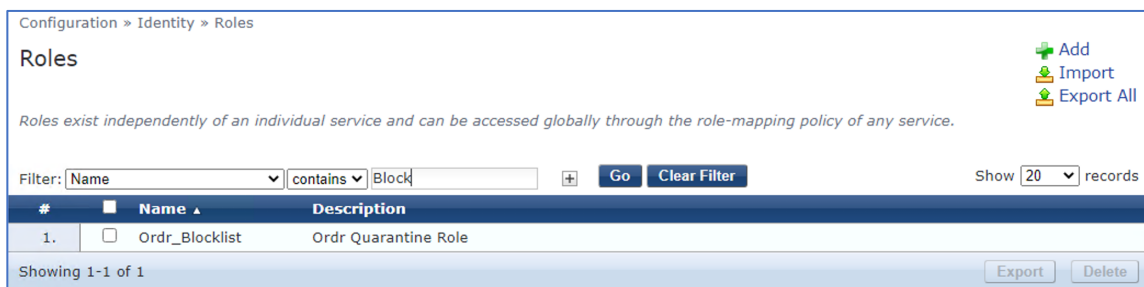 Configuration » Identity » Roles
Roles
Add
Import
Export All
Roles exist independently of an individual service and can be accessed globally through the role-mapping policy of any service.
Filter: Name contains Block + Go Clear Filter Show 20 records
# Name ▲ Description
1. Ordr_Blocklist Ordr Quarantine Role
Showing 1-1 of 1 Export Delete